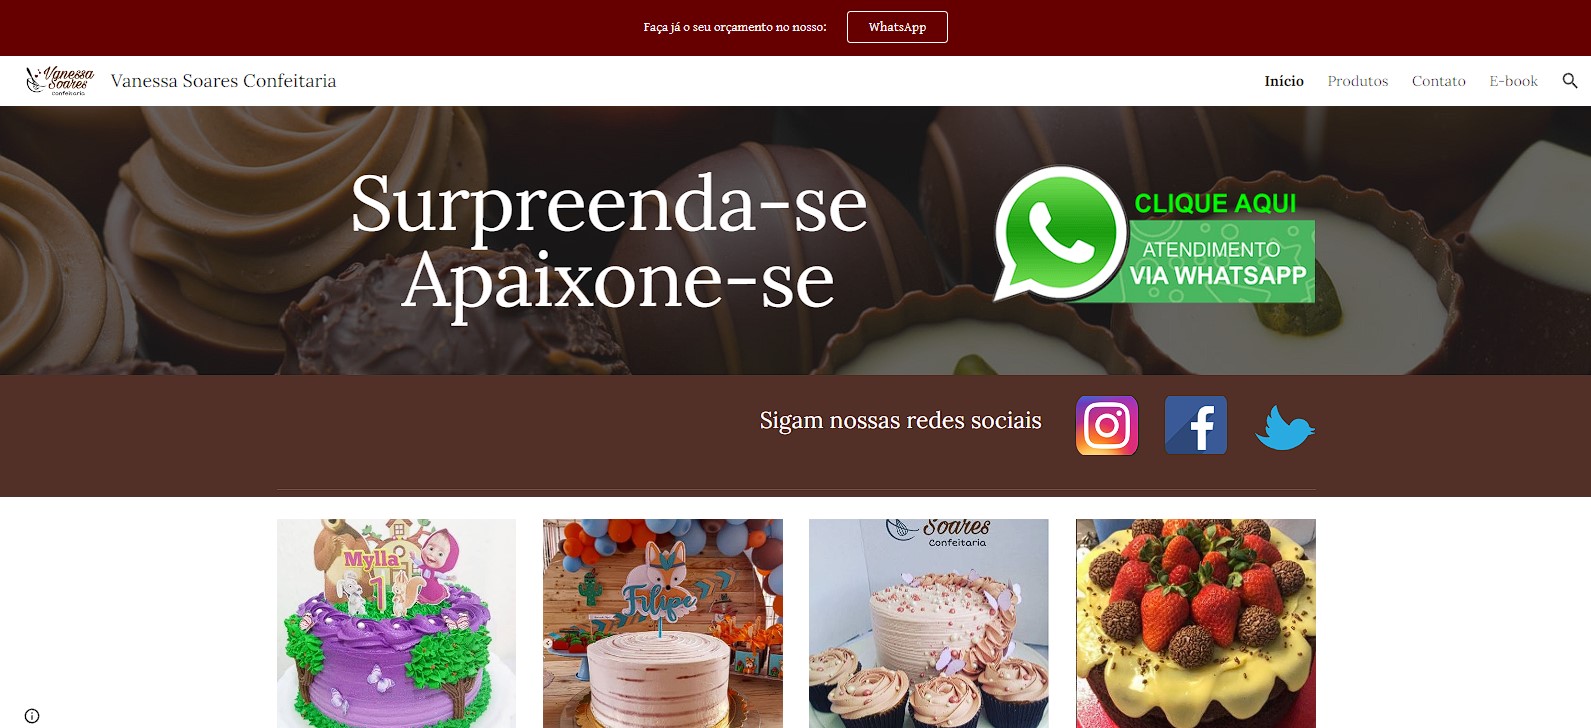 Faça já o seu orçamento no nosso:
WhatsApp
Vanessa
Soares
confeitaria
Vanessa Soares Confeitaria
Início
Produtos
Contato
E-book
Surpreenda-se
Apaixone-se
CLIQUE AQUI
ATENDIMENTO
VIA WHATSAPP
Sigam nossas redes sociais
Mylla
1
Filipe
Soares
Confeitaria